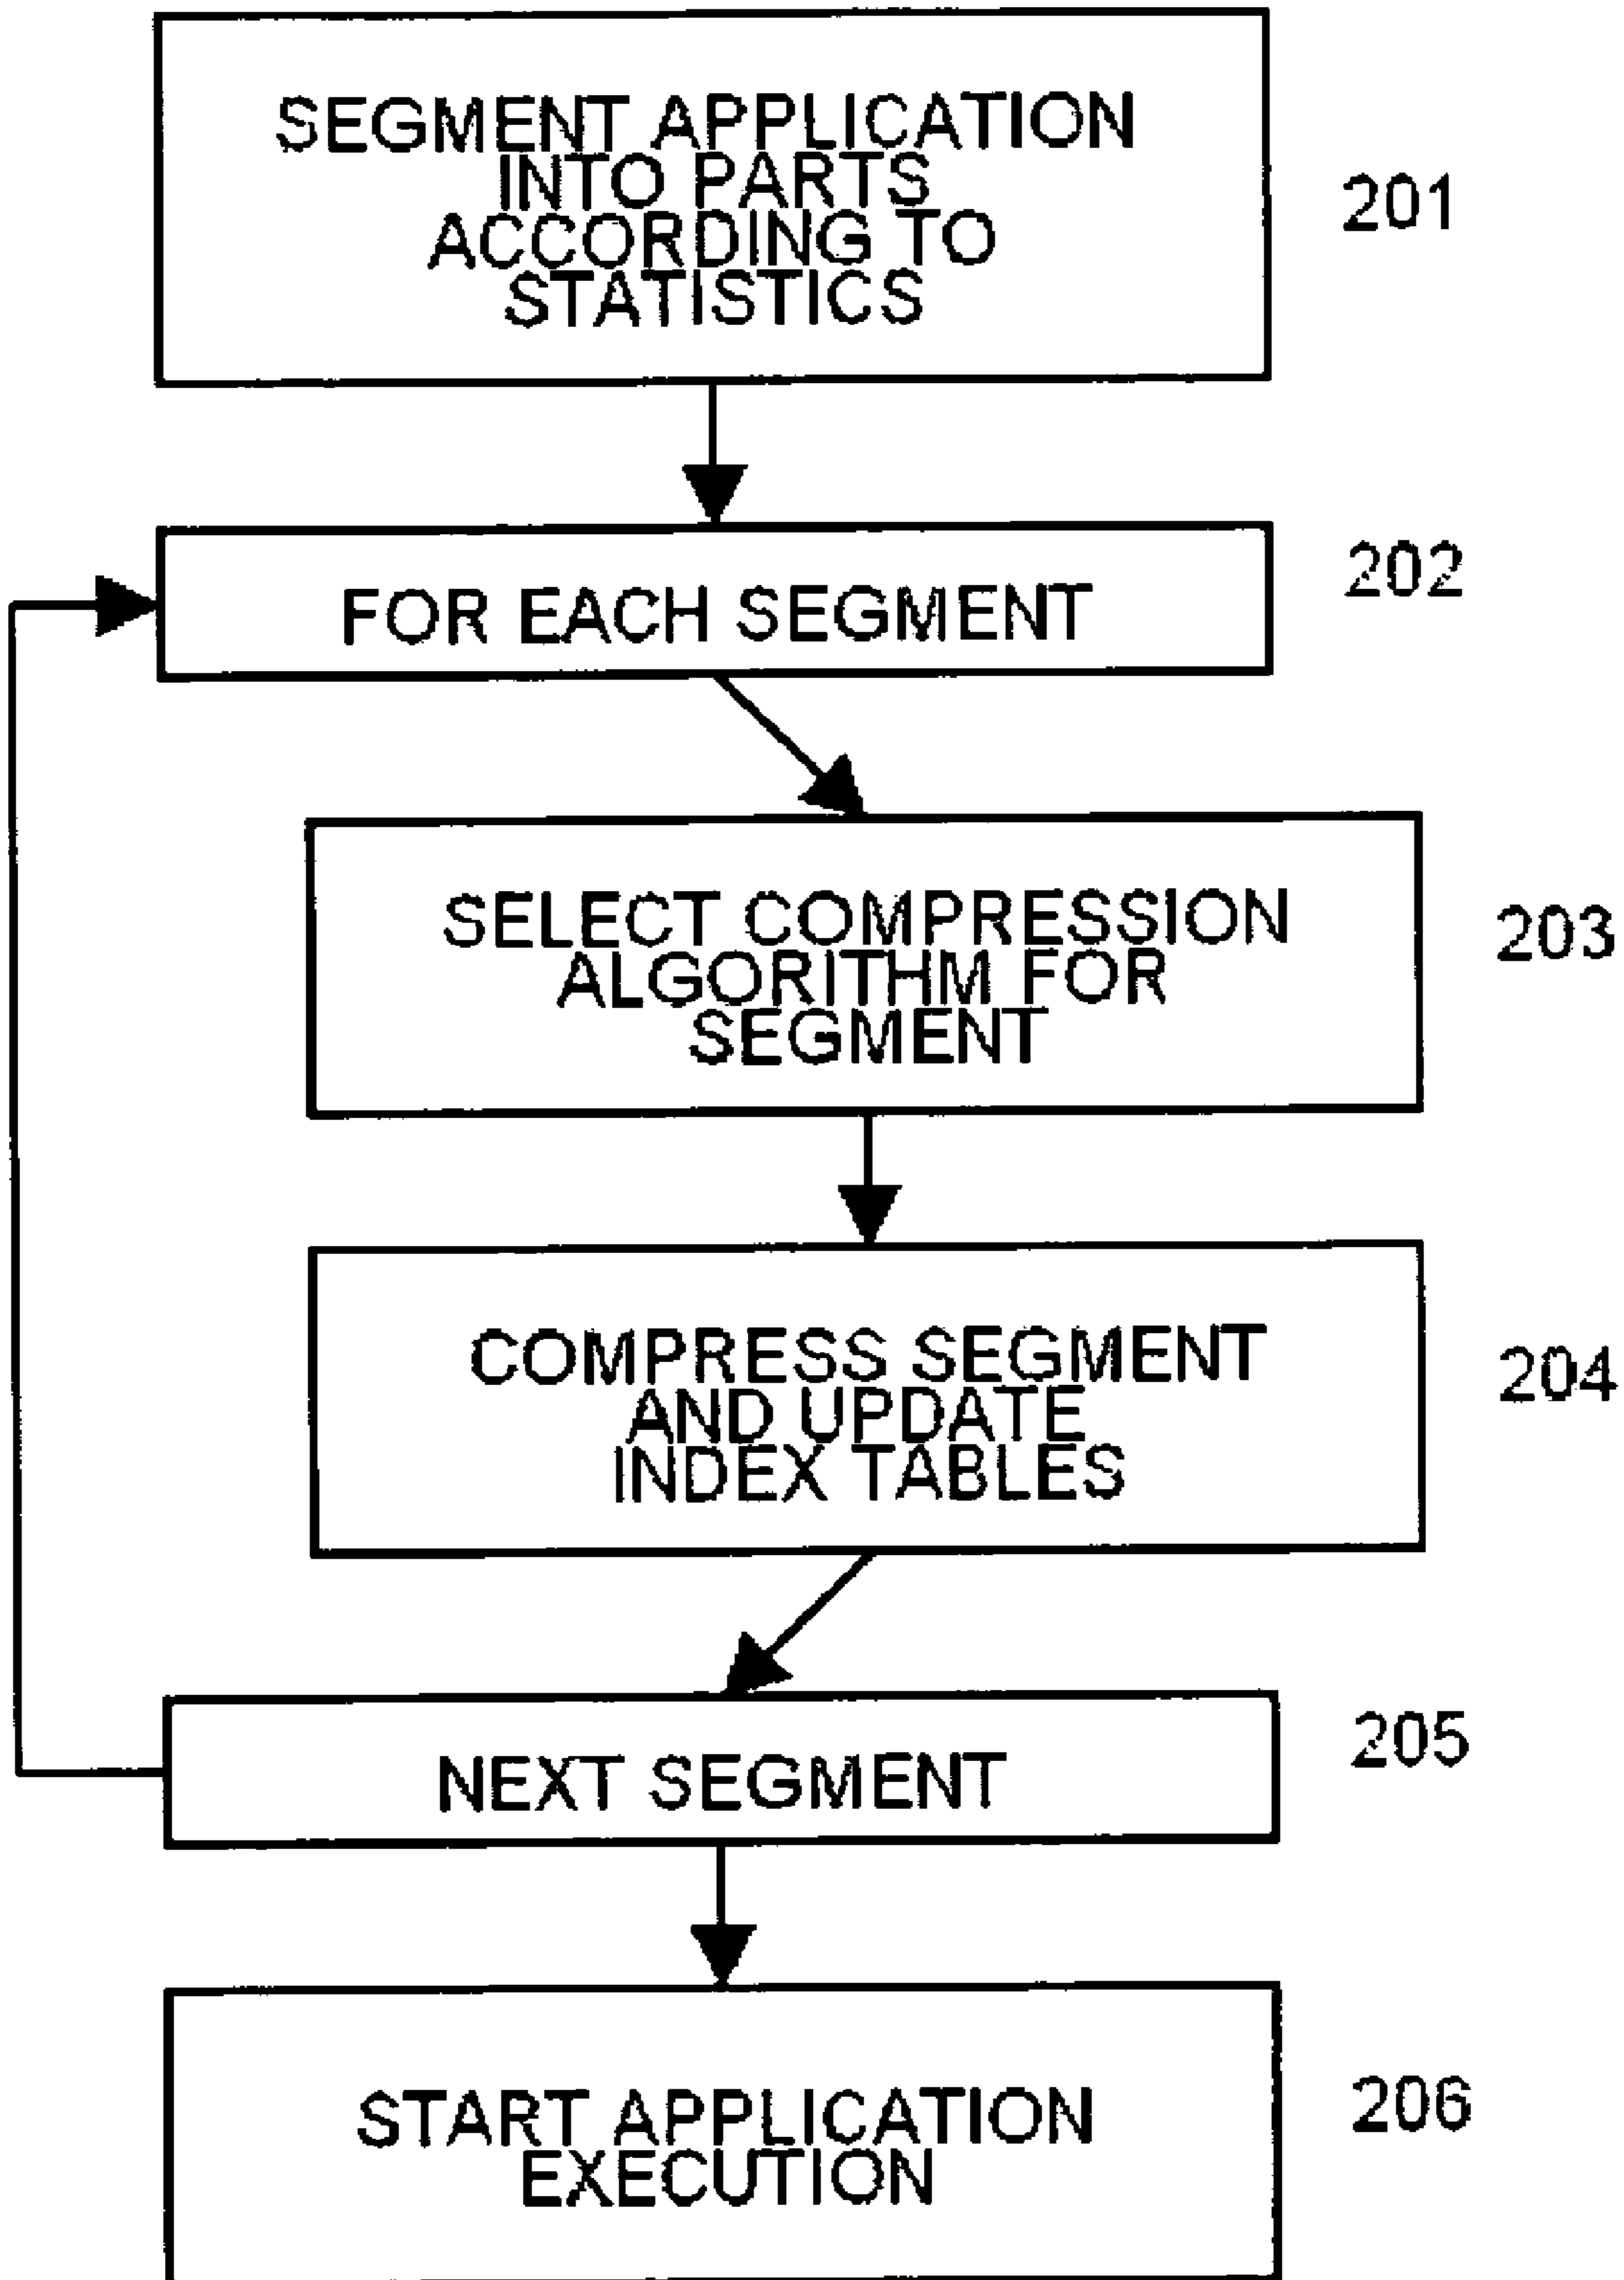 SEGMENT APPLICATION
INTO PARTS
ACCORDING TO
STATISTICS
201
FOR EACH SEGMENT
202
SELECT COMPRESSION
ALGORITHM FOR
SEGMENT
203
COMPRESS SEGMENT
AND UPDATE
INDEX TABLES
204
NEXT SEGMENT
205
START APPLICATION
EXECUTION
206